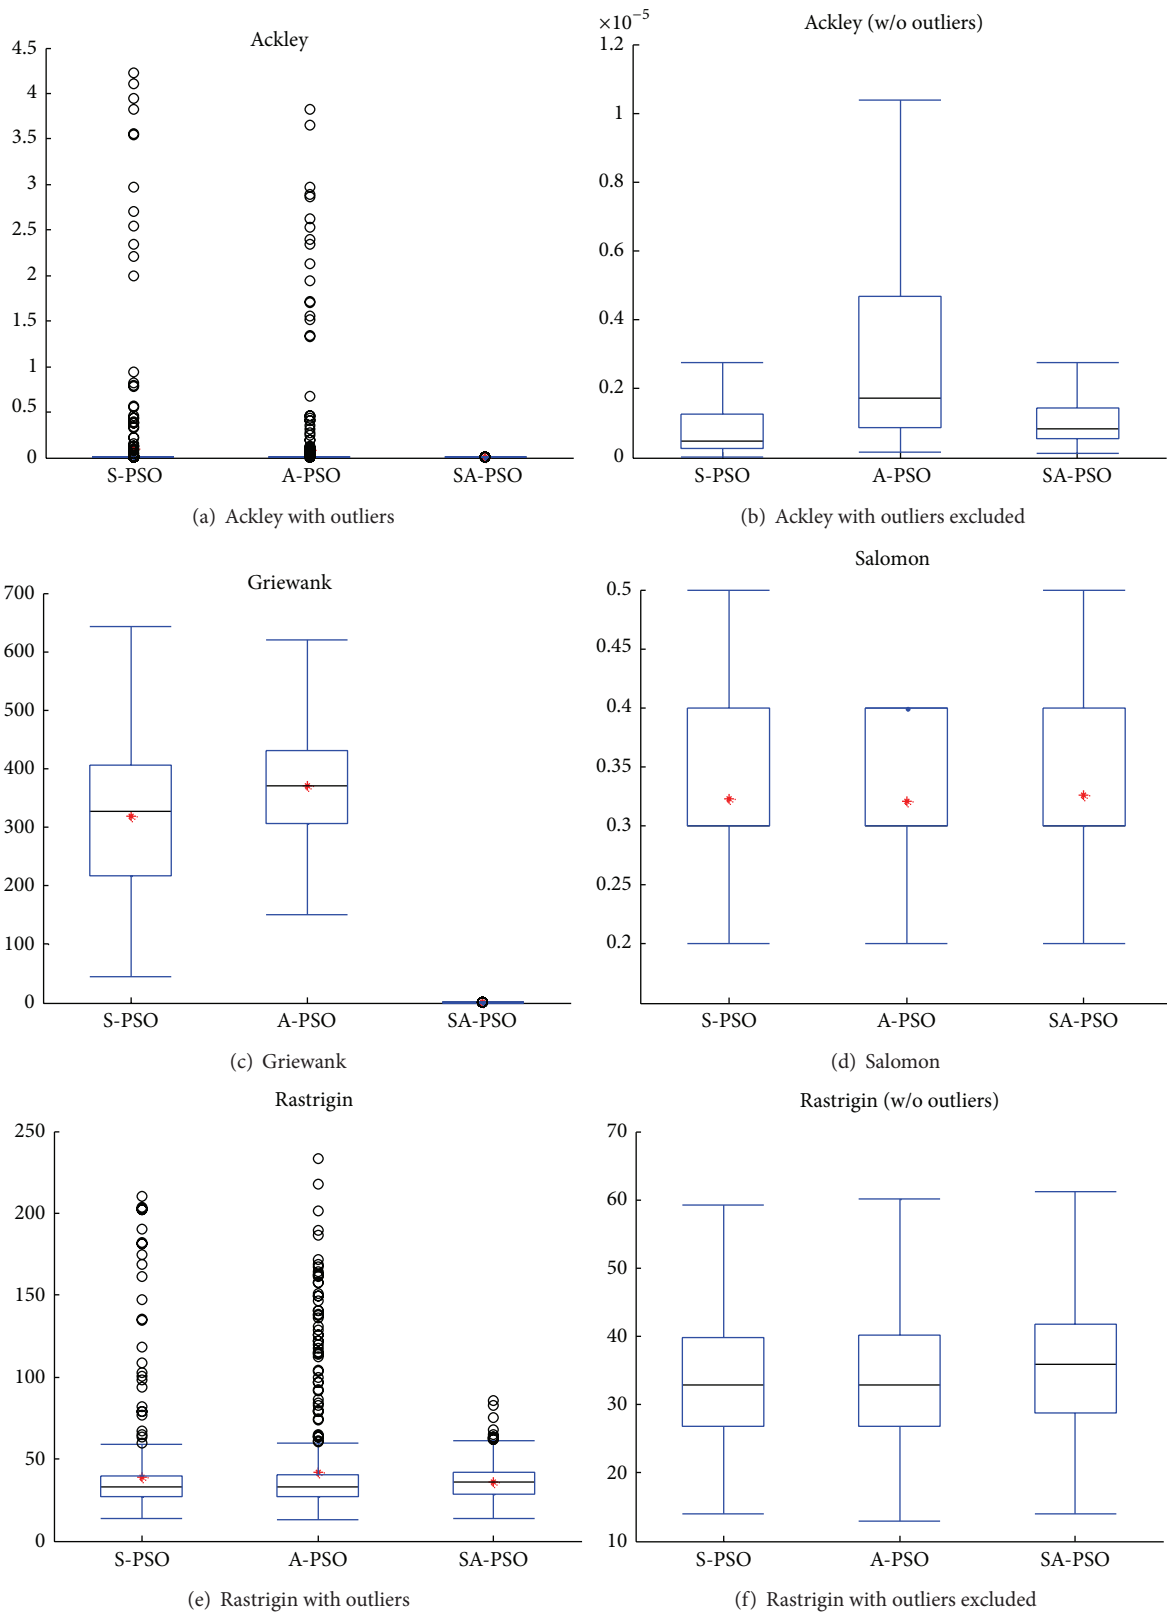 Ackley
4.5
4
3.5
3
2.5
2
1.5
1
0.5
0
S-PSO A-PSO SA-PSO
(a) Ackley with outliers
×10⁻⁵
Ackley (w/o outliers)
1.2
1
0.8
0.6
0.4
0.2
0
S-PSO A-PSO SA-PSO
(b) Ackley with outliers excluded
Griewank
700
600
500
400
300
200
100
0
S-PSO A-PSO SA-PSO
(c) Griewank
Salomon
0.5
0.45
0.4
0.35
0.3
0.25
0.2
S-PSO A-PSO SA-PSO
(d) Salomon
Rastrigin
250
200
150
100
50
0
S-PSO A-PSO SA-PSO
(e) Rastrigin with outliers
Rastrigin (w/o outliers)
70
60
50
40
30
20
10
S-PSO A-PSO SA-PSO
(f) Rastrigin with outliers excluded